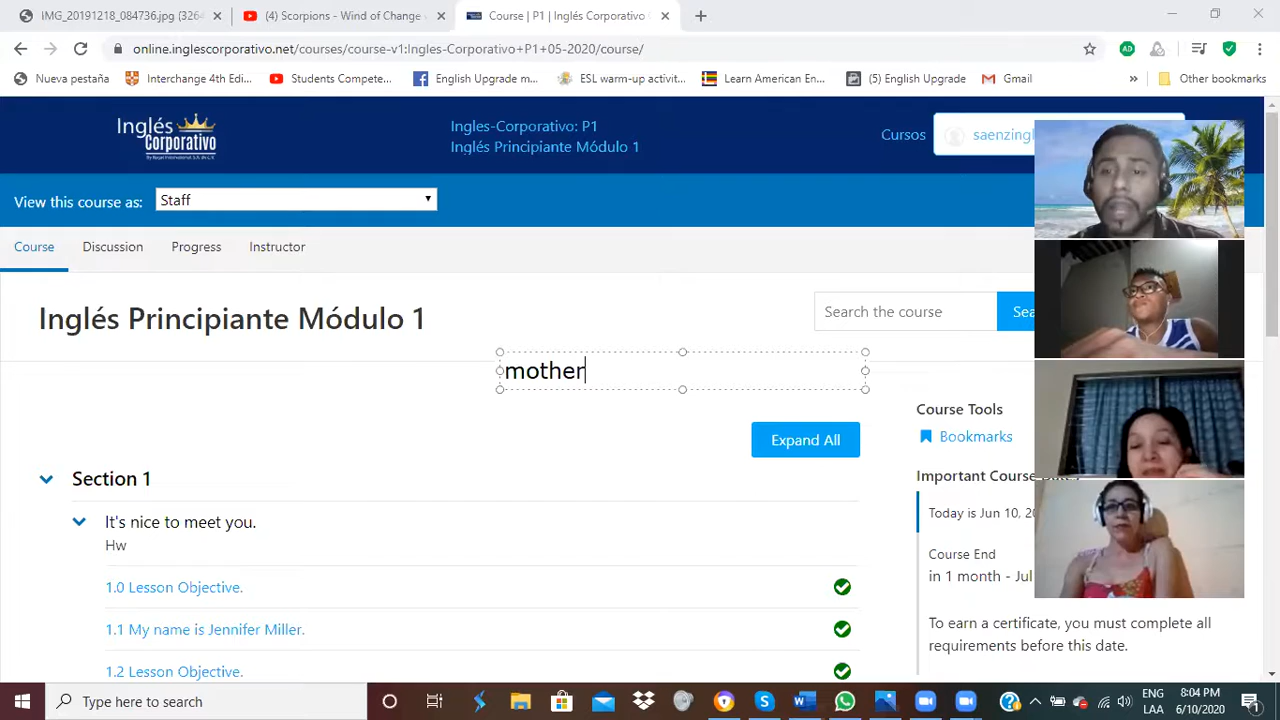 IMG_20191218_084736.jpg (3264
(4) Scorpions - Wind of Change
Course | P1 | Inglés Corporativo
online.inglescorporativo.net/courses/course-v1:Ingles-Corporativo+P1+05-2020/course/
Nueva pestaña
Interchange 4th Edi...
Students Compete...
English Upgrade m...
ESL warm-up activit...
Learn American En...
(5) English Upgrade
Gmail
»
Other bookmarks
Inglés
Corporativo
By Regal International S.A. de C.V.
Ingles-Corporativo: P1
Inglés Principiante Módulo 1
Cursos
saenzingl
View this course as:
Staff
Course
Discussion
Progress
Instructor
Inglés Principiante Módulo 1
Search the course
Sea
mother
Expand All
Course Tools
Bookmarks
Section 1
Important Course
It's nice to meet you.
Hw
Today is Jun 10, 20
Course End
in 1 month - Jul
1.0 Lesson Objective.
1.1 My name is Jennifer Miller.
1.2 Lesson Objective.
To earn a certificate, you must complete all
requirements before this date.
Type here to search
ENG
LAA
8:04 PM
6/10/2020